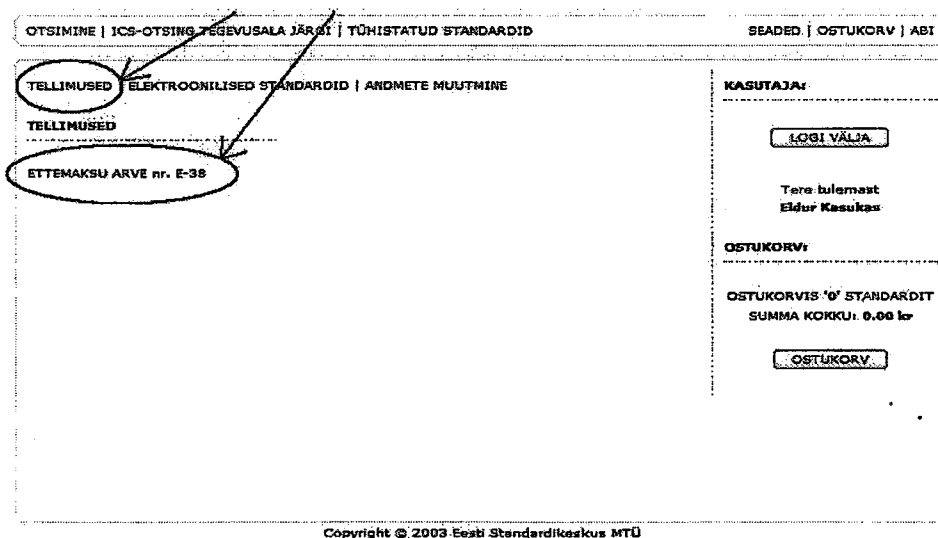 OTSIMINE | ICS-OTSING TEGEVUSALA JÄRGI | TÜHISTATUD STANDARDID
SEADED | OSTUKORV | ABI
TELLIMUSED | ELEKTROONILISED STANDARDID | ANDMETE MUUTMINE
TELLIMUSED
ETTEMAKSU ARVE nr. E-38
KASUTAJA:
LOGI VÄLJA
Tere tulemast
Eldur Kasukas
OSTUKORV:
OSTUKORVIS '0' STANDARDIT
SUMMA KOKKU: 0.00 kr
OSTUKORV
Copyright © 2003 Eesti Standardikeskus MTÜ